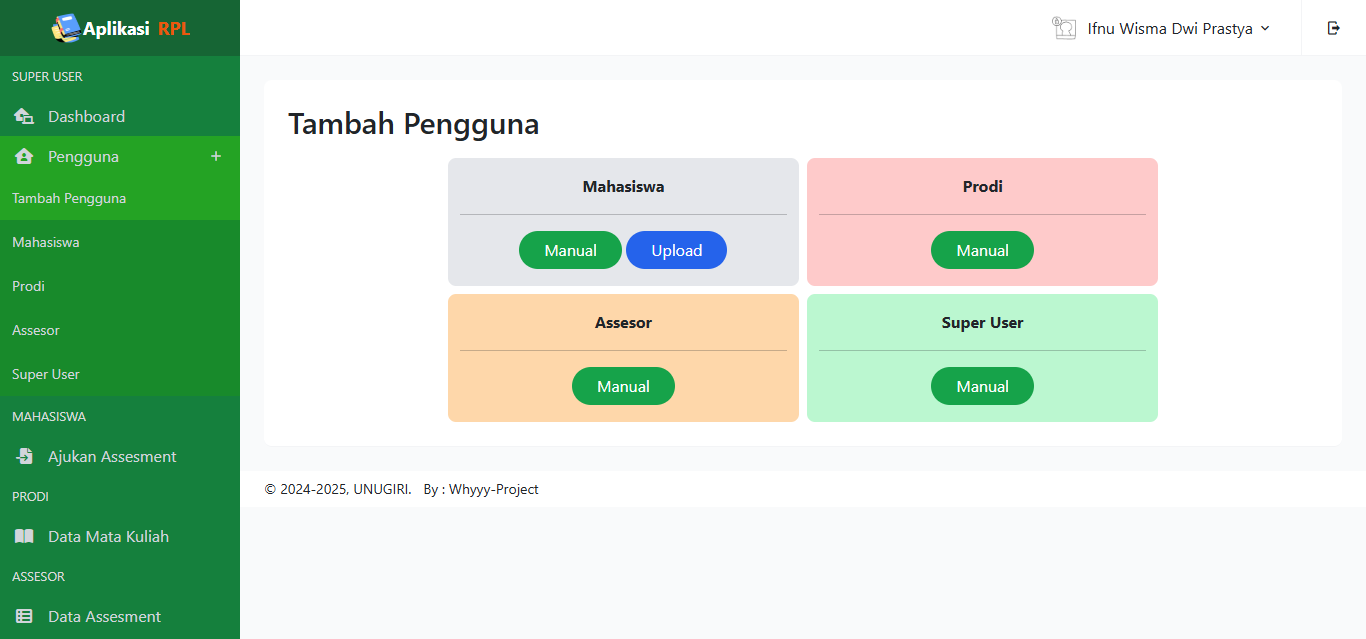 Aplikasi RPL
SUPER USER
Dashboard
Pengguna +
Tambah Pengguna
Mahasiswa
Prodi
Assesor
Super User
MAHASISWA
Ajukan Assesment
PRODI
Data Mata Kuliah
ASSESOR
Data Assesment
Ifnu Wisma Dwi Prastya
Tambah Pengguna
Mahasiswa
Manual Upload
Prodi
Manual
Assesor
Manual
Super User
Manual
© 2024-2025, UNUGIRI. By : Whyyy-Project